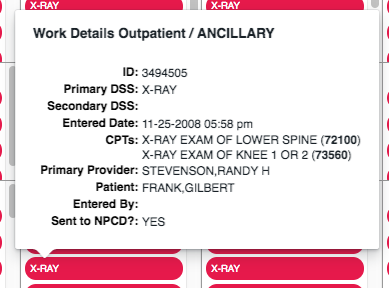 X-RAY X-RAY
Work Details Outpatient / ANCILLARY
ID: 3494505
Primary DSS: X-RAY
Secondary DSS:
Entered Date: 11-25-2008 05:58 pm
CPTs: X-RAY EXAM OF LOWER SPINE (72100)
X-RAY EXAM OF KNEE 1 OR 2 (73560)
Primary Provider: STEVENSON,RANDY H
Patient: FRANK,GILBERT
Entered By:
Sent to NPCD?: YES
X-RAY X-RAY